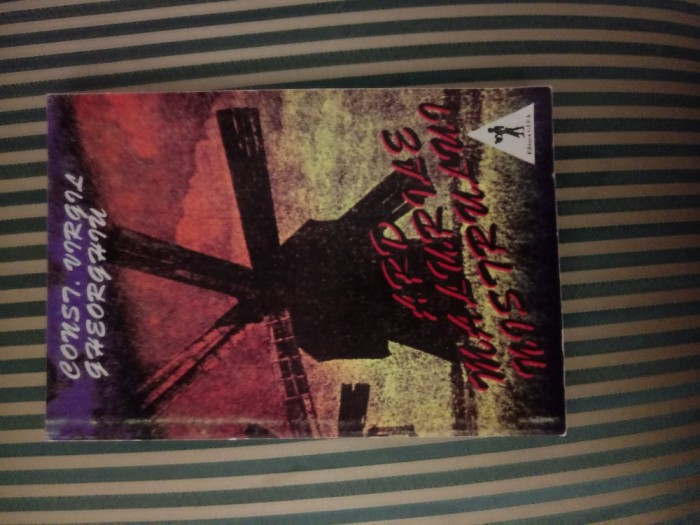 CONST. VIRGIL
GHEORGHIU
ARD
MALURILE
NISTRULUI